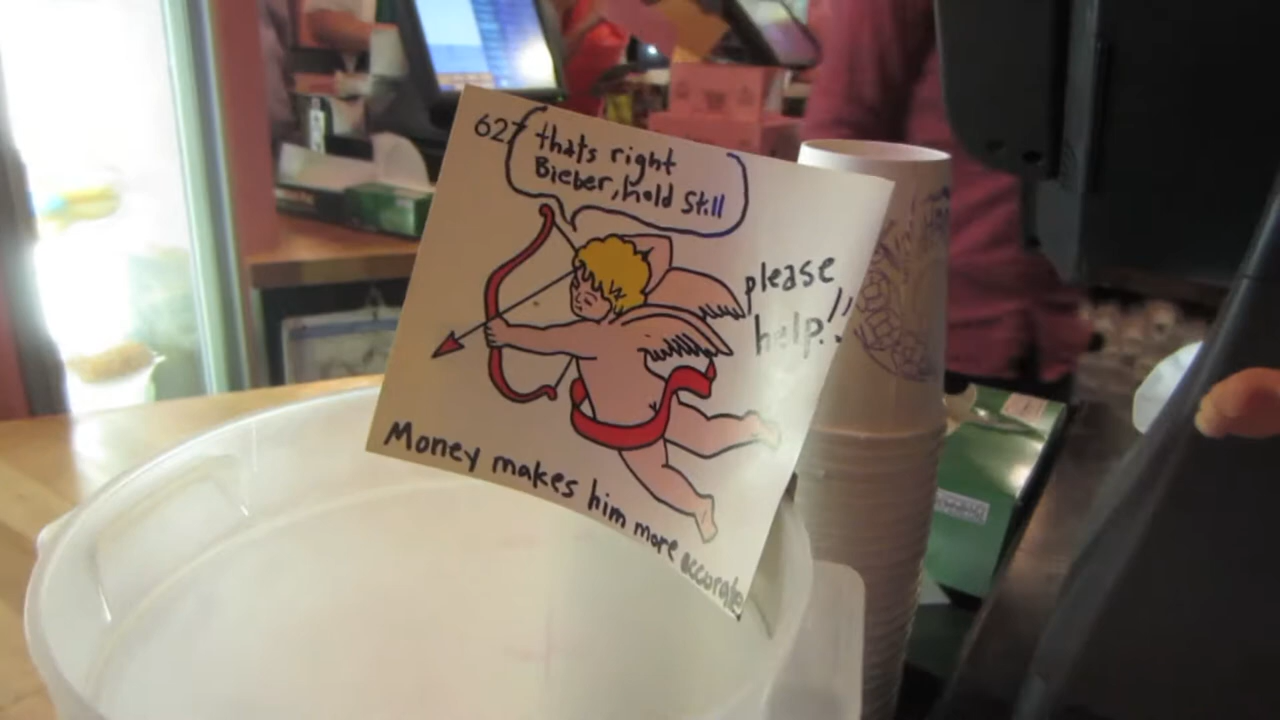 627
thats right
Bieber, hold Still
please
help!!
Money makes him more accurate